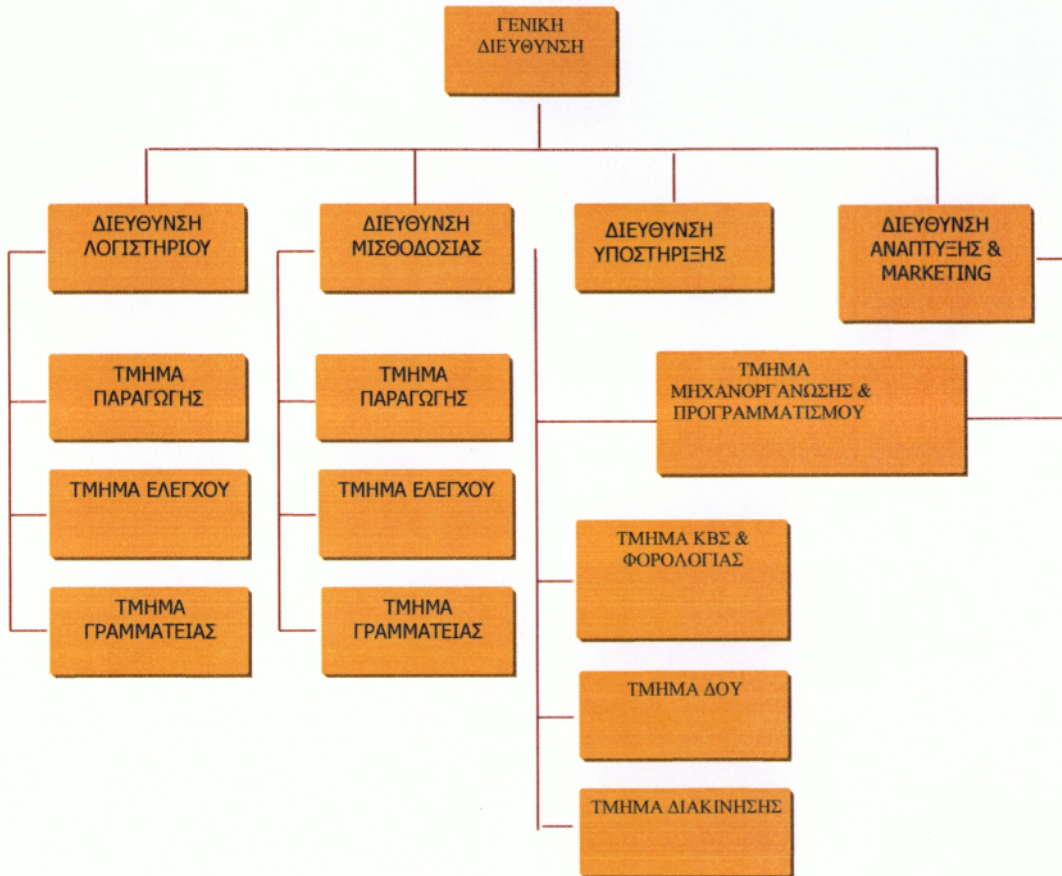 ΓΕΝΙΚΗ
ΔΙΕΥΘΥΝΣΗ
ΔΙΕΥΘΥΝΣΗ
ΛΟΓΙΣΤΗΡΙΟΥ
ΔΙΕΥΘΥΝΣΗ
ΜΙΣΘΟΔΟΣΙΑΣ
ΔΙΕΥΘΥΝΣΗ
ΥΠΟΣΤΗΡΙΞΗΣ
ΔΙΕΥΘΥΝΣΗ
ΑΝΑΠΤΥΞΗΣ &
MARKETING
ΤΜΗΜΑ
ΠΑΡΑΓΩΓΗΣ
ΤΜΗΜΑ
ΠΑΡΑΓΩΓΗΣ
ΤΜΗΜΑ
ΜΗΧΑΝΟΡΓΑΝΩΣΗΣ &
ΠΡΟΓΡΑΜΜΑΤΙΣΜΟΥ
ΤΜΗΜΑ ΕΛΕΓΧΟΥ
ΤΜΗΜΑ ΕΛΕΓΧΟΥ
ΤΜΗΜΑ ΚΒΣ &
ΦΟΡΟΛΟΓΙΑΣ
ΤΜΗΜΑ
ΓΡΑΜΜΑΤΕΙΑΣ
ΤΜΗΜΑ
ΓΡΑΜΜΑΤΕΙΑΣ
ΤΜΗΜΑ ΔΟΥ
ΤΜΗΜΑ ΔΙΑΚΙΝΗΣΗΣ